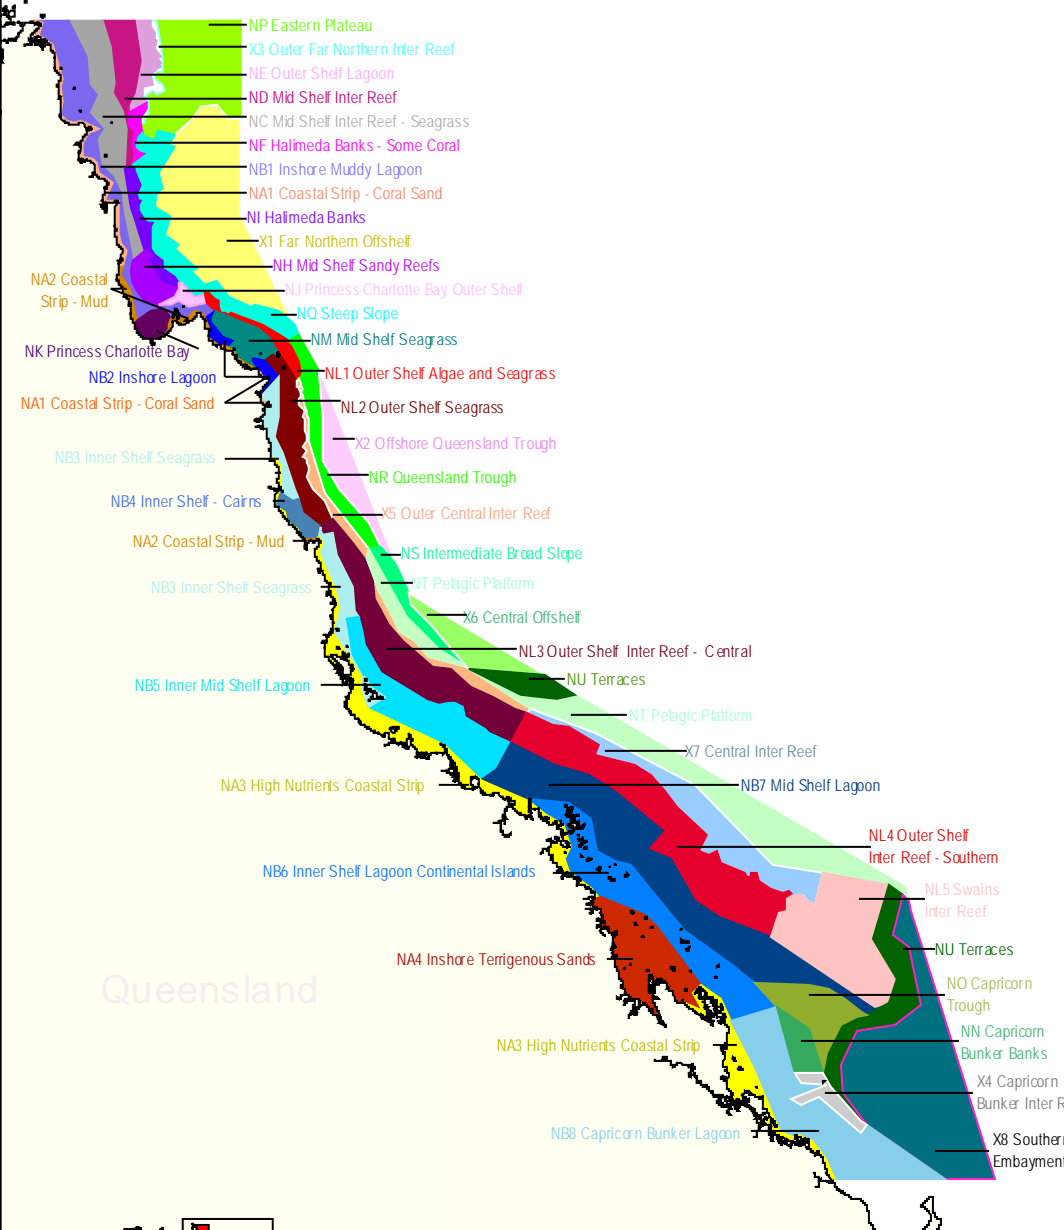 NP Eastern Plateau
X3 Outer Far Northern Inter Reef
NE Outer Shelf Lagoon
ND Mid Shelf Inter Reef
NC Mid Shelf Inter Reef - Seagrass
NF Halimeda Banks - Some Coral
NB1 Inshore Muddy Lagoon
NA1 Coastal Strip - Coral Sand
NI Halimeda Banks
X1 Far Northern Offshelf
NH Mid Shelf Sandy Reefs
NA2 Coastal
Strip - Mud
NJ Princess Charlotte Bay Outer Shelf
NQ Steep Slope
NM Mid Shelf Seagrass
NK Princess Charlotte Bay
NB2 Inshore Lagoon
NL1 Outer Shelf Algae and Seagrass
NA1 Coastal Strip - Coral Sand
NL2 Outer Shelf Seagrass
X2 Offshore Queensland Trough
NB3 Inner Shelf Seagrass
NR Queensland Trough
NB4 Inner Shelf - Cairns
X5 Outer Central Inter Reef
NA2 Coastal Strip - Mud
NS Intermediate Broad Slope
NB3 Inner Shelf Seagrass
NT Pelagic Platform
X6 Central Offshelf
NL3 Outer Shelf Inter Reef - Central
NU Terraces
NB5 Inner Mid Shelf Lagoon
NT Pelagic Platform
X7 Central Inter Reef
NA3 High Nutrients Coastal Strip
NB7 Mid Shelf Lagoon
NL4 Outer Shelf
Inter Reef - Southern
NB6 Inner Shelf Lagoon Continental Islands
NL5 Swains
Inter Reef
NU Terraces
NA4 Inshore Terrigenous Sands
Queensland
NO Capricorn
Trough
NN Capricorn
Bunker Banks
NA3 High Nutrients Coastal Strip
X4 Capricorn
Bunker Inter R
NB8 Capricorn Bunker Lagoon
X8 Southern
Embayment